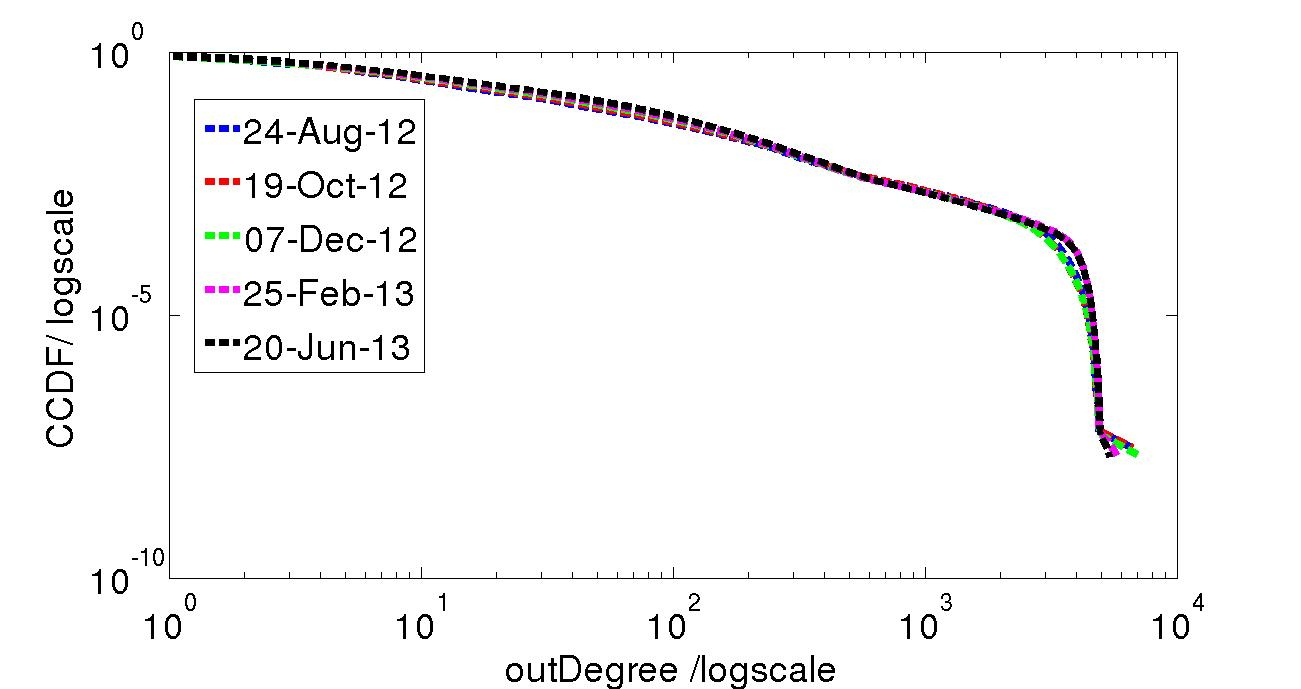 10^0
10^-5
10^-10
CCDF/ logscale
24-Aug-12
19-Oct-12
07-Dec-12
25-Feb-13
20-Jun-13
10^0 10^1 10^2 10^3 10^4
outDegree /logscale